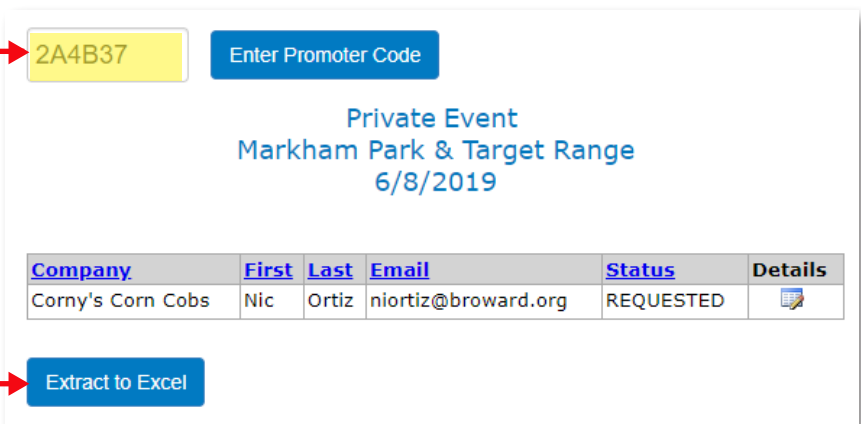 2A4B37 Enter Promoter Code
Private Event
Markham Park & Target Range
6/8/2019
Company First Last Email Status Details
Corny's Corn Cobs Nic Ortiz niortiz@broward.org REQUESTED
Extract to Excel